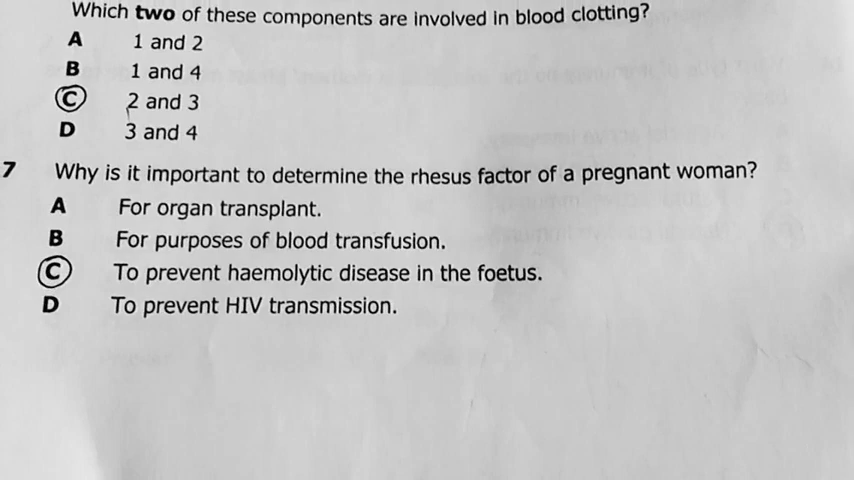 Which two of these components are involved in blood clotting?
A 1 and 2
B 1 and 4
C 2 and 3
D 3 and 4
7 Why is it important to determine the rhesus factor of a pregnant woman?
A For organ transplant.
B For purposes of blood transfusion.
C To prevent haemolytic disease in the foetus.
D To prevent HIV transmission.